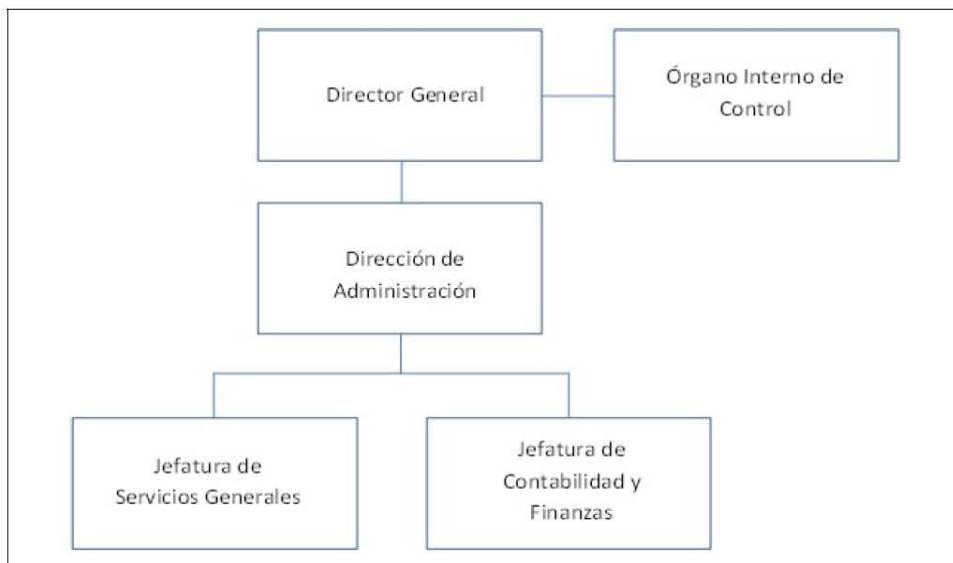 Director General
Órgano Interno de
Control
Dirección de
Administración
Jefatura de
Servicios Generales
Jefatura de
Contabilidad y
Finanzas